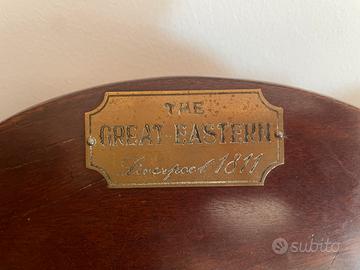 THE
GREAT-EASTERN
Liverpool 1811
subito